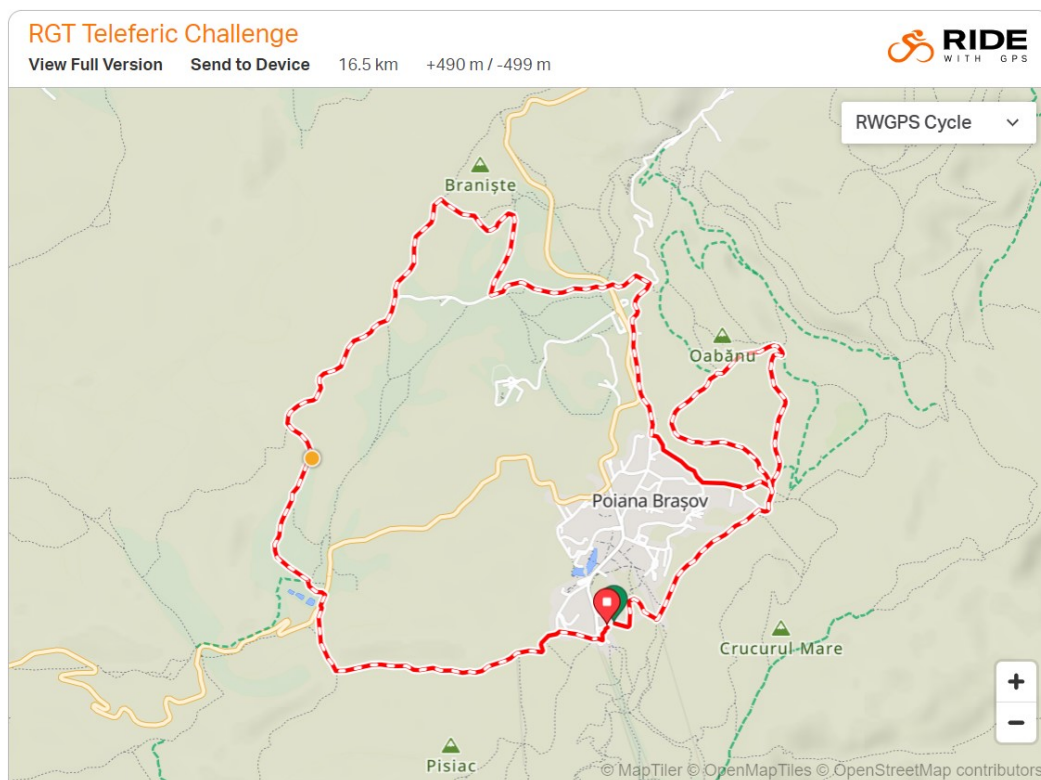 RGT Teleferic Challenge
View Full Version Send to Device 16.5 km +490 m / -499 m
RIDE
WITH GPS
RWGPS Cycle
Braniște
Oabănu
Poiana Brașov
Crucurul Mare
Pisiac
+
−
© MapTiler © OpenMapTiles © OpenStreetMap contributors